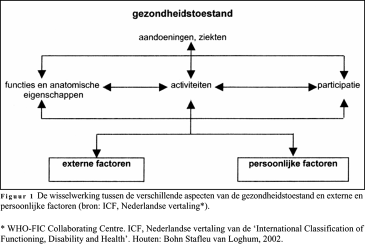 gezondheidstoestand
aandoeningen, ziekten
functies en anatomische
eigenschappen
activiteiten
participatie
externe factoren
persoonlijke factoren
Figuur 1 De wisselwerking tussen de verschillende aspecten van de gezondheidstoestand en externe en
persoonlijke factoren (bron: ICF, Nederlandse vertaling*).
* WHO-FIC Collaborating Centre. ICF, Nederlandse vertaling van de ‘International Classification of
Functioning, Disability and Health’. Houten: Bohn Stafleu van Loghum, 2002.